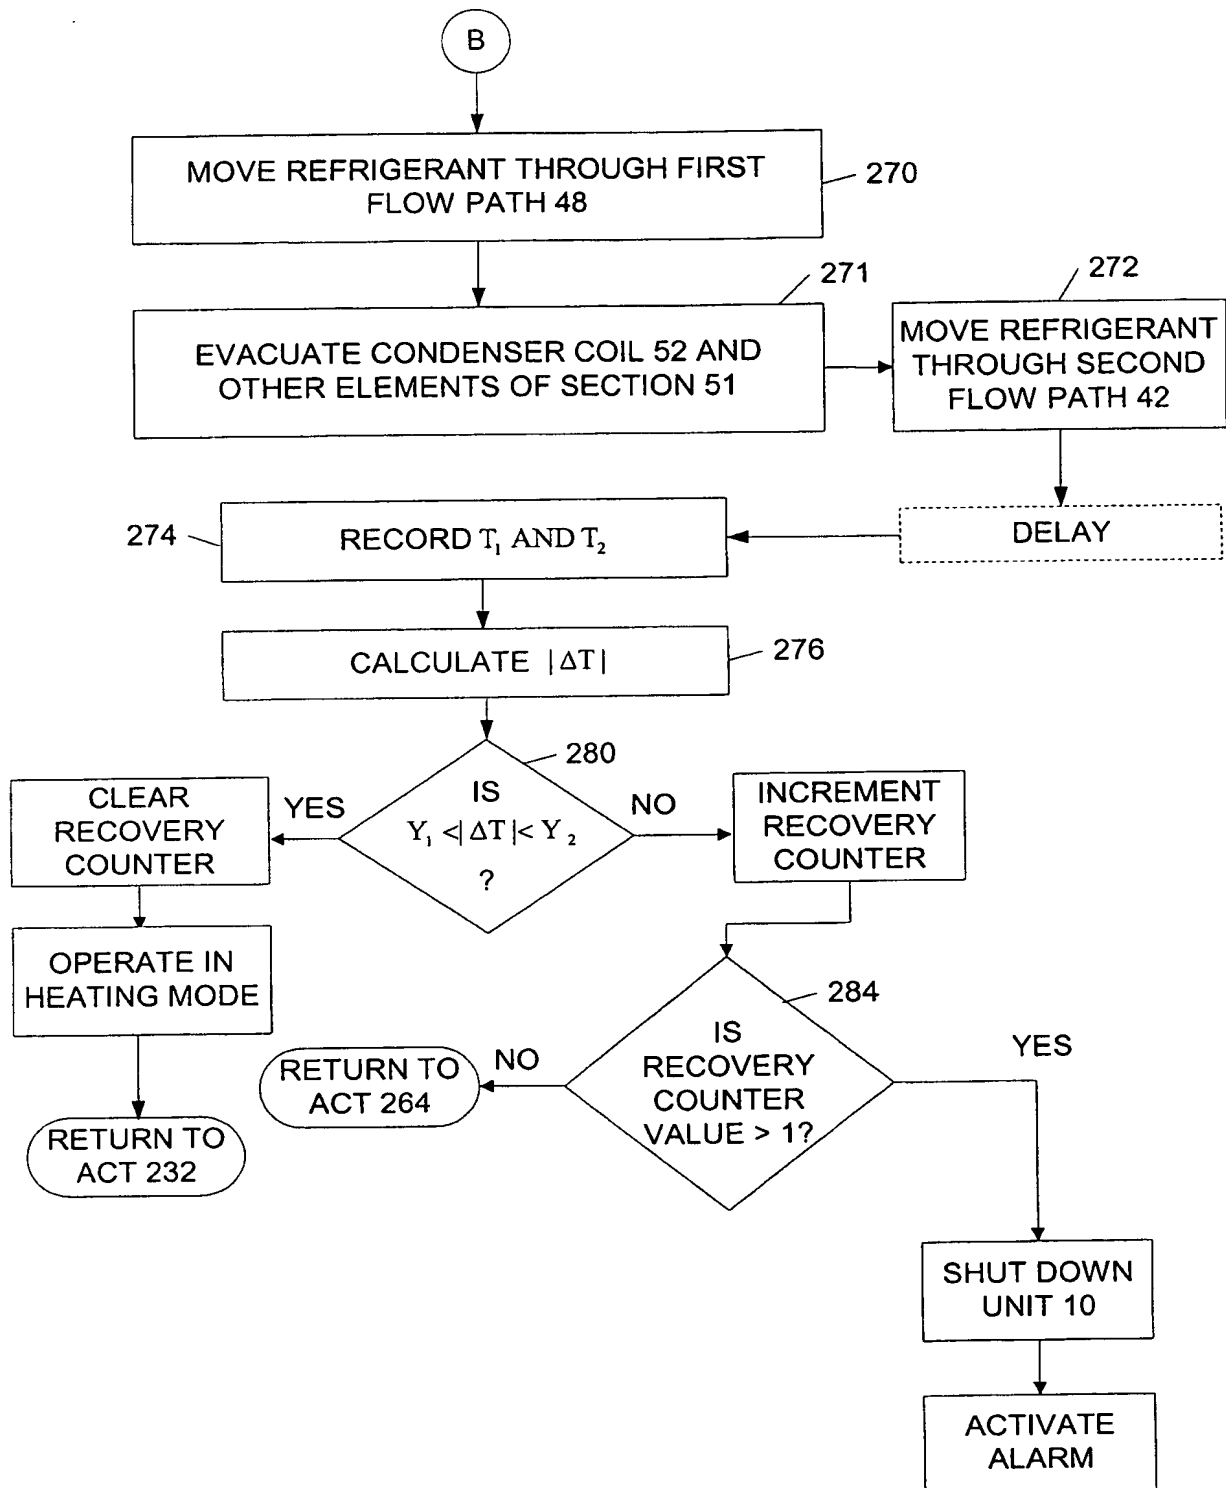 B
MOVE REFRIGERANT THROUGH FIRST
FLOW PATH 48
270
271
EVACUATE CONDENSER COIL 52 AND
OTHER ELEMENTS OF SECTION 51
272
MOVE REFRIGERANT
THROUGH SECOND
FLOW PATH 42
DELAY
274
RECORD T₁ AND T₂
CALCULATE |ΔT|
276
280
IS
Y₁ <|ΔT|< Y₂
?
YES
NO
CLEAR
RECOVERY
COUNTER
INCREMENT
RECOVERY
COUNTER
OPERATE IN
HEATING MODE
RETURN TO
ACT 232
284
IS
RECOVERY
COUNTER
VALUE > 1?
NO
YES
RETURN TO
ACT 264
SHUT DOWN
UNIT 10
ACTIVATE
ALARM